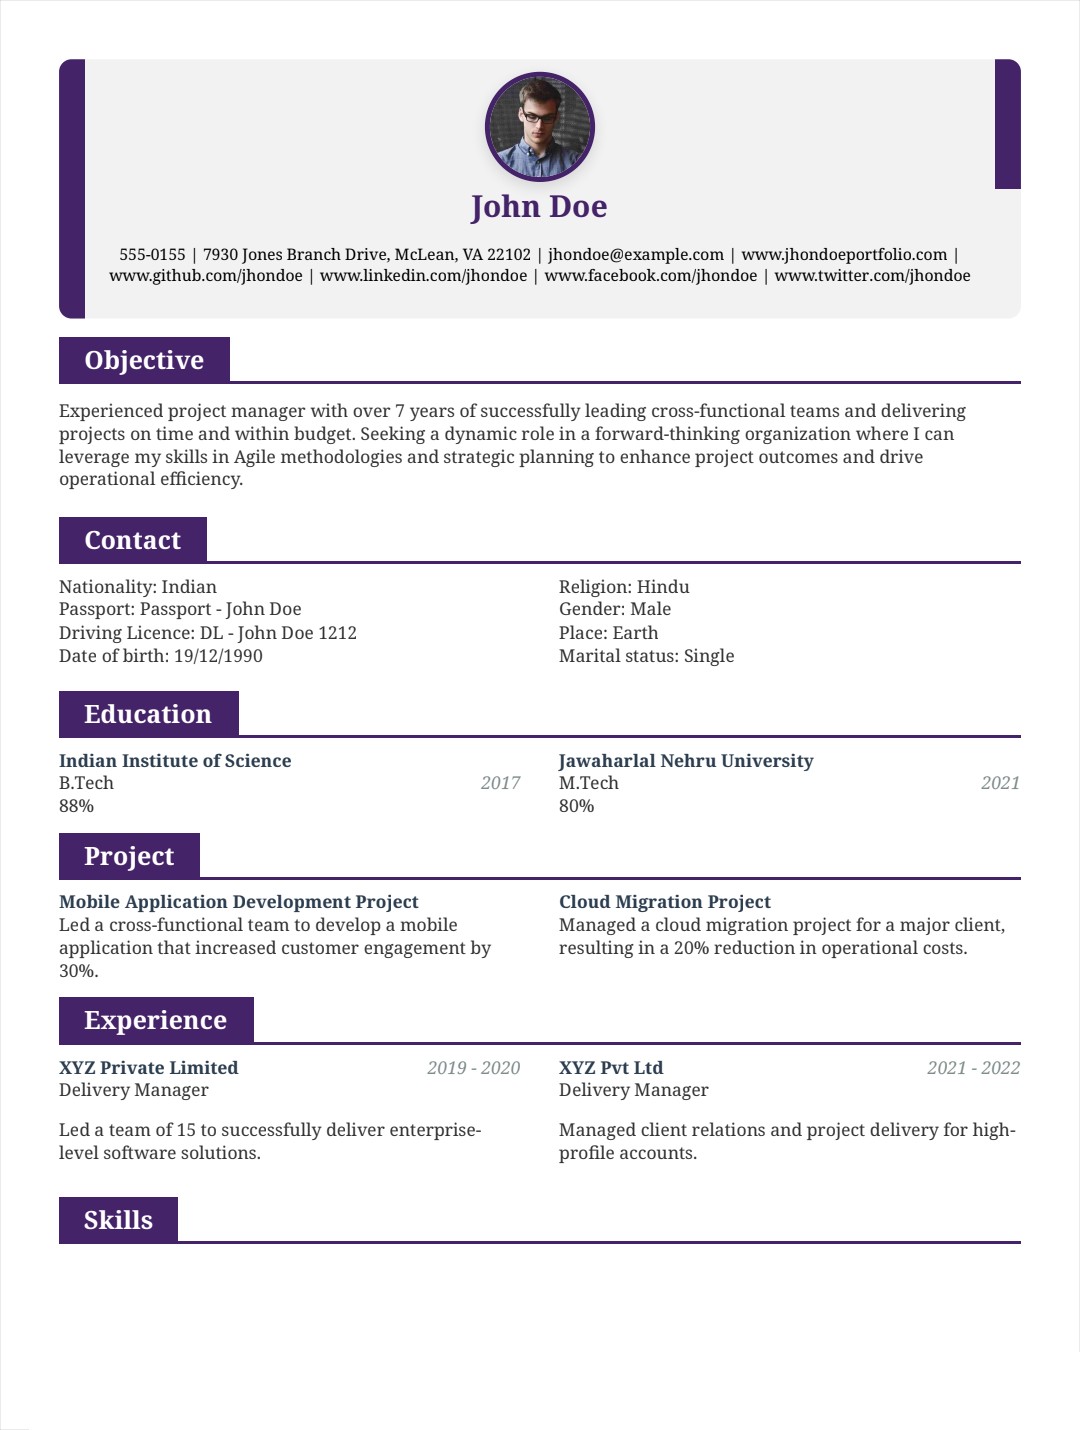 John Doe
555-0155 | 7930 Jones Branch Drive, McLean, VA 22102 | jhondoe@example.com | www.jhondoeportfolio.com |
www.github.com/jhondoe | www.linkedin.com/jhondoe | www.facebook.com/jhondoe | www.twitter.com/jhondoe
Objective
Experienced project manager with over 7 years of successfully leading cross-functional teams and delivering
projects on time and within budget. Seeking a dynamic role in a forward-thinking organization where I can
leverage my skills in Agile methodologies and strategic planning to enhance project outcomes and drive
operational efficiency.
Contact
Nationality: Indian
Passport: Passport - John Doe
Driving Licence: DL - John Doe 1212
Date of birth: 19/12/1990
Religion: Hindu
Gender: Male
Place: Earth
Marital status: Single
Education
Indian Institute of Science
B.Tech 2017
88%
Jawaharlal Nehru University
M.Tech 2021
80%
Project
Mobile Application Development Project
Led a cross-functional team to develop a mobile
application that increased customer engagement by
30%.
Cloud Migration Project
Managed a cloud migration project for a major client,
resulting in a 20% reduction in operational costs.
Experience
XYZ Private Limited 2019 - 2020
Delivery Manager
Led a team of 15 to successfully deliver enterprise-
level software solutions.
XYZ Pvt Ltd 2021 - 2022
Delivery Manager
Managed client relations and project delivery for high-
profile accounts.
Skills